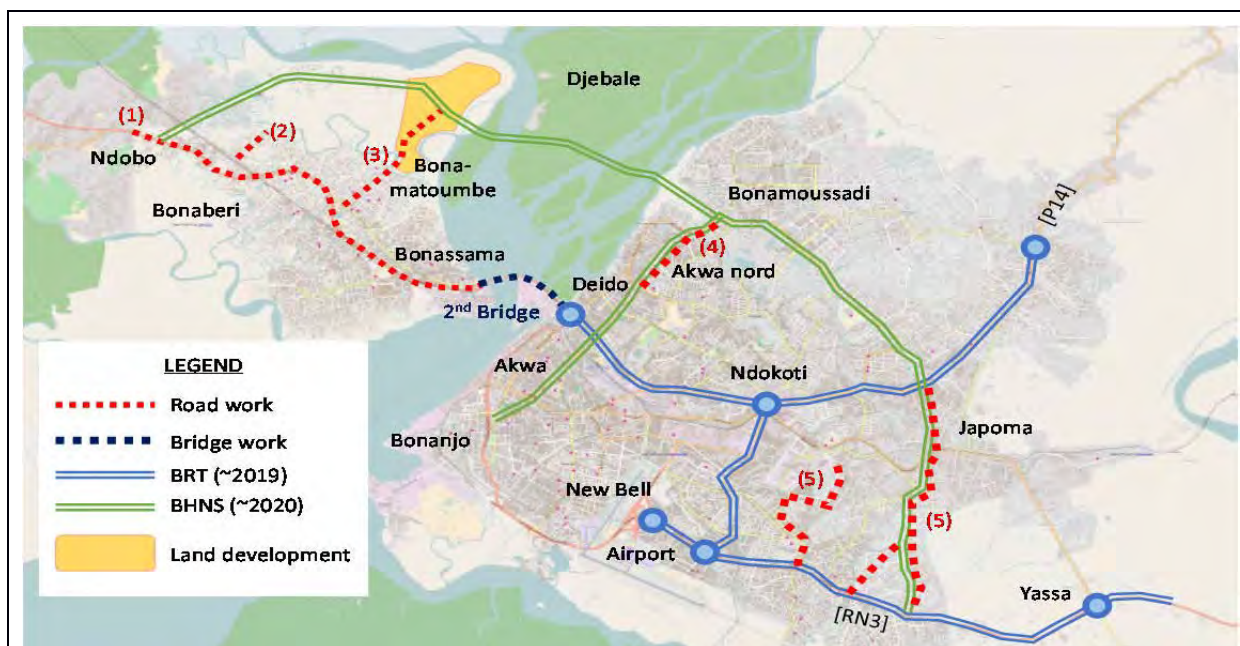 Djebale
(1)
(2)
Ndobo
(3)
Bona-
matoumbe
Bonamoussadi
[P14]
Bonaberi
(4)
Bonassama
Akwa nord
Deido
2nd Bridge
LEGEND
Road work
Bridge work
BRT (~2019)
BHNS (~2020)
Land development
Akwa
Ndokoti
Bonanjo
Japoma
New Bell
(5)
(5)
Airport
Yassa
[RN3]